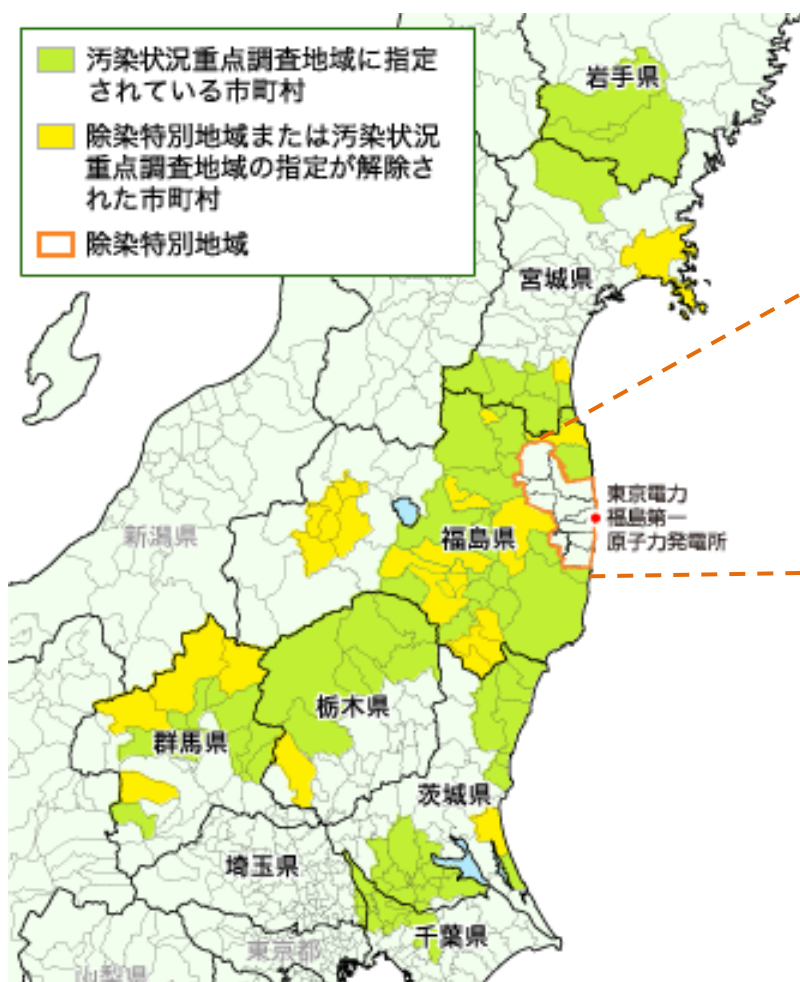 汚染状況重点調査地域に指定
されている市町村
除染特別地域または汚染状況
重点調査地域の指定が解除さ
れた市町村
除染特別地域
岩手県
宮城県
東京電力
福島第一
原子力発電所
新潟県
福島県
栃木県
群馬県
茨城県
埼玉県
千葉県
東京都
山梨県